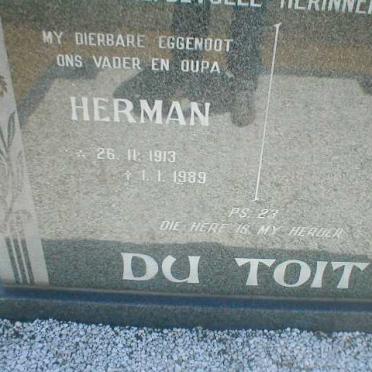 HERINNE
MY DIERBARE EGGENOOT
ONS VADER EN OUPA
HERMAN
☆ 26. 11. 1913
† 1. 1. 1989
PS. 23
DIE HERE IS MY HERDER
DU TOIT